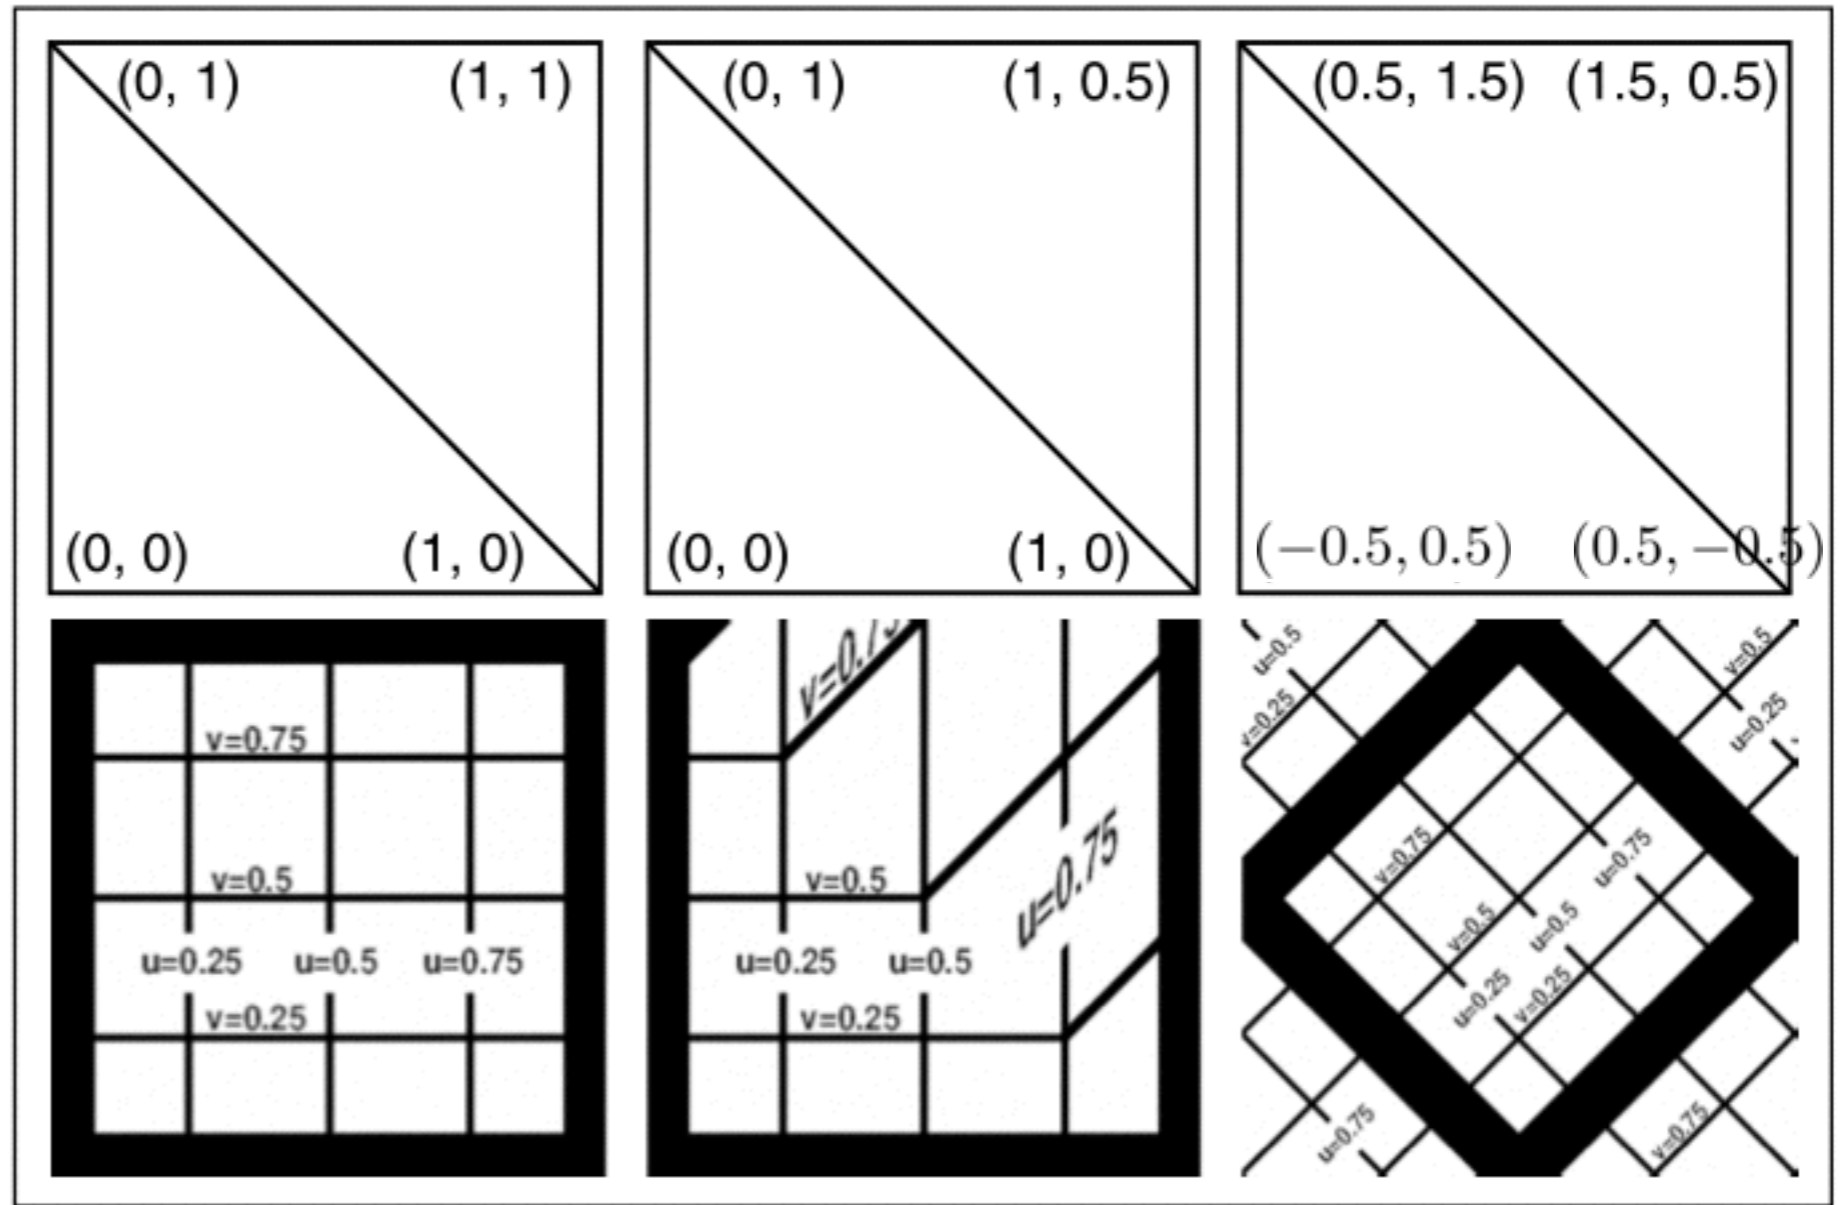 (0, 1) (1, 1)
(0, 0) (1, 0)
(0, 1) (1, 0.5)
(0, 0) (1, 0)
(0.5, 1.5) (1.5, 0.5)
(−0.5, 0.5) (0.5, −0.5)
v=0.75
v=0.5
u=0.25 u=0.5 u=0.75
v=0.25
v=0.75
v=0.5
u=0.75
u=0.25 u=0.5
v=0.25
u=0.5
v=0.25
v=0.5
u=0.25
v=0.75
u=0.75
v=0.5
u=0.5
u=0.25
v=0.25
u=0.75
v=0.75